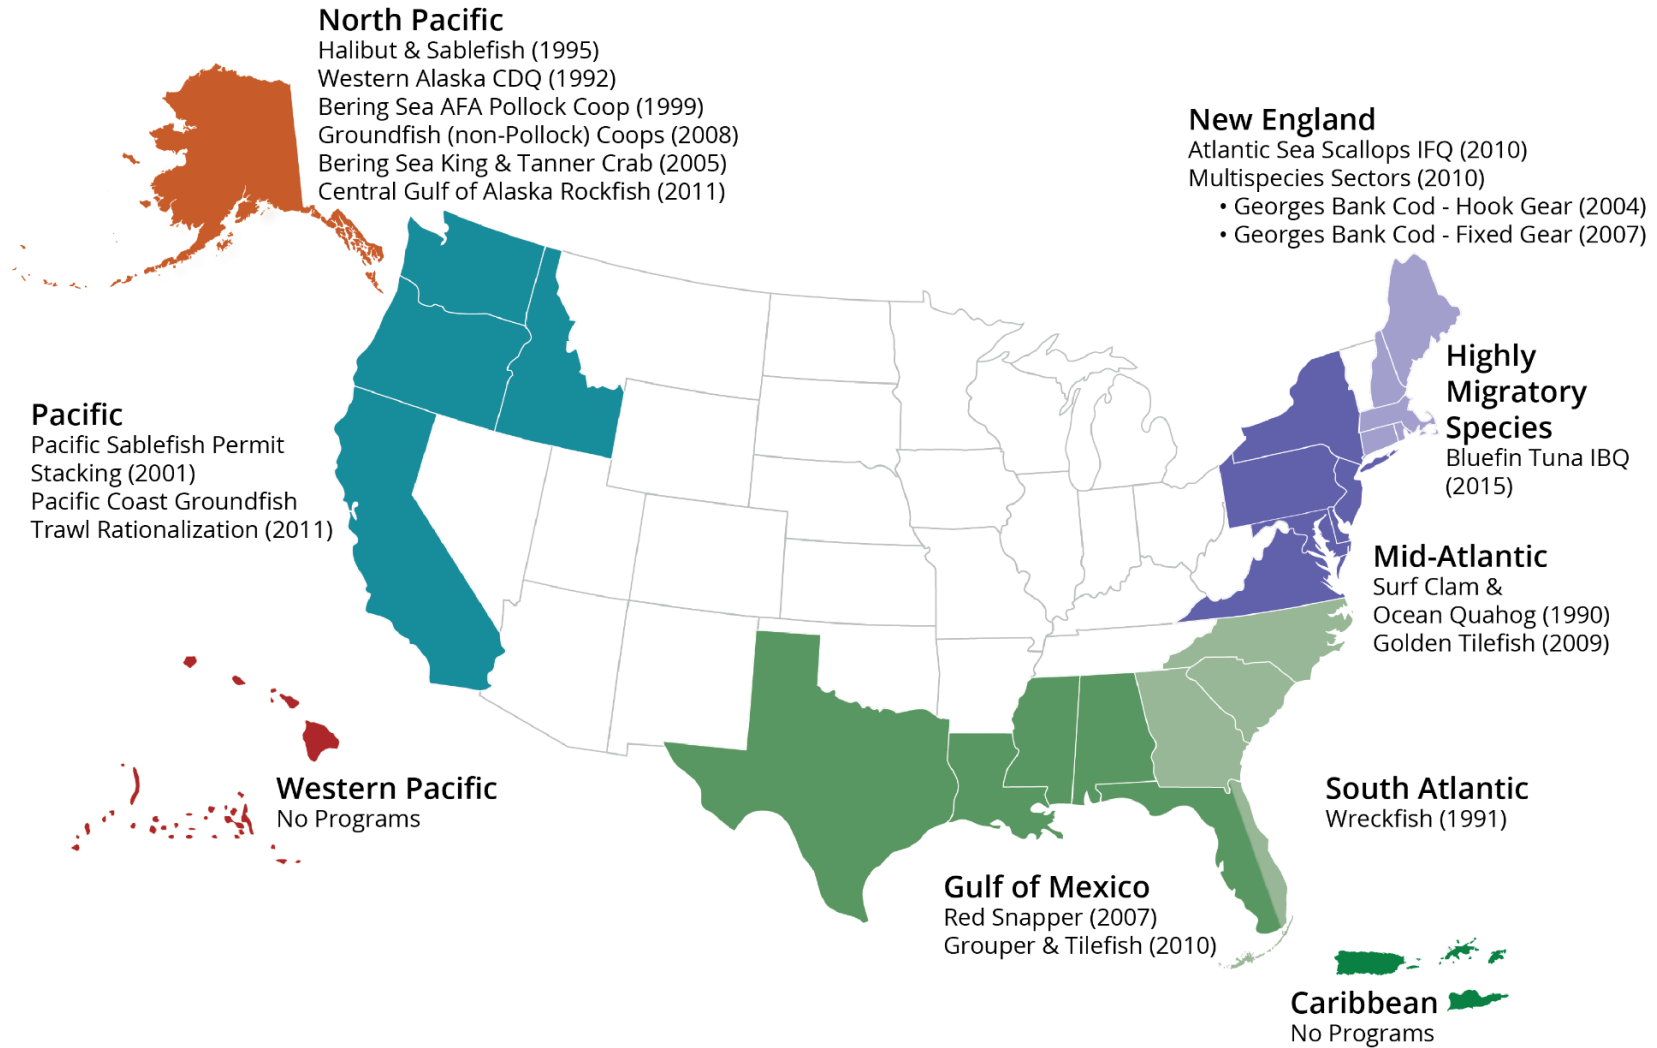 North Pacific
Halibut & Sablefish (1995)
Western Alaska CDQ (1992)
Bering Sea AFA Pollock Coop (1999)
Groundfish (non-Pollock) Coops (2008)
Bering Sea King & Tanner Crab (2005)
Central Gulf of Alaska Rockfish (2011)
New England
Atlantic Sea Scallops IFQ (2010)
Multispecies Sectors (2010)
• Georges Bank Cod - Hook Gear (2004)
• Georges Bank Cod - Fixed Gear (2007)
Highly
Migratory
Species
Bluefin Tuna IBQ
(2015)
Pacific
Pacific Sablefish Permit
Stacking (2001)
Pacific Coast Groundfish
Trawl Rationalization (2011)
Mid-Atlantic
Surf Clam &
Ocean Quahog (1990)
Golden Tilefish (2009)
Western Pacific
No Programs
South Atlantic
Wreckfish (1991)
Gulf of Mexico
Red Snapper (2007)
Grouper & Tilefish (2010)
Caribbean
No Programs